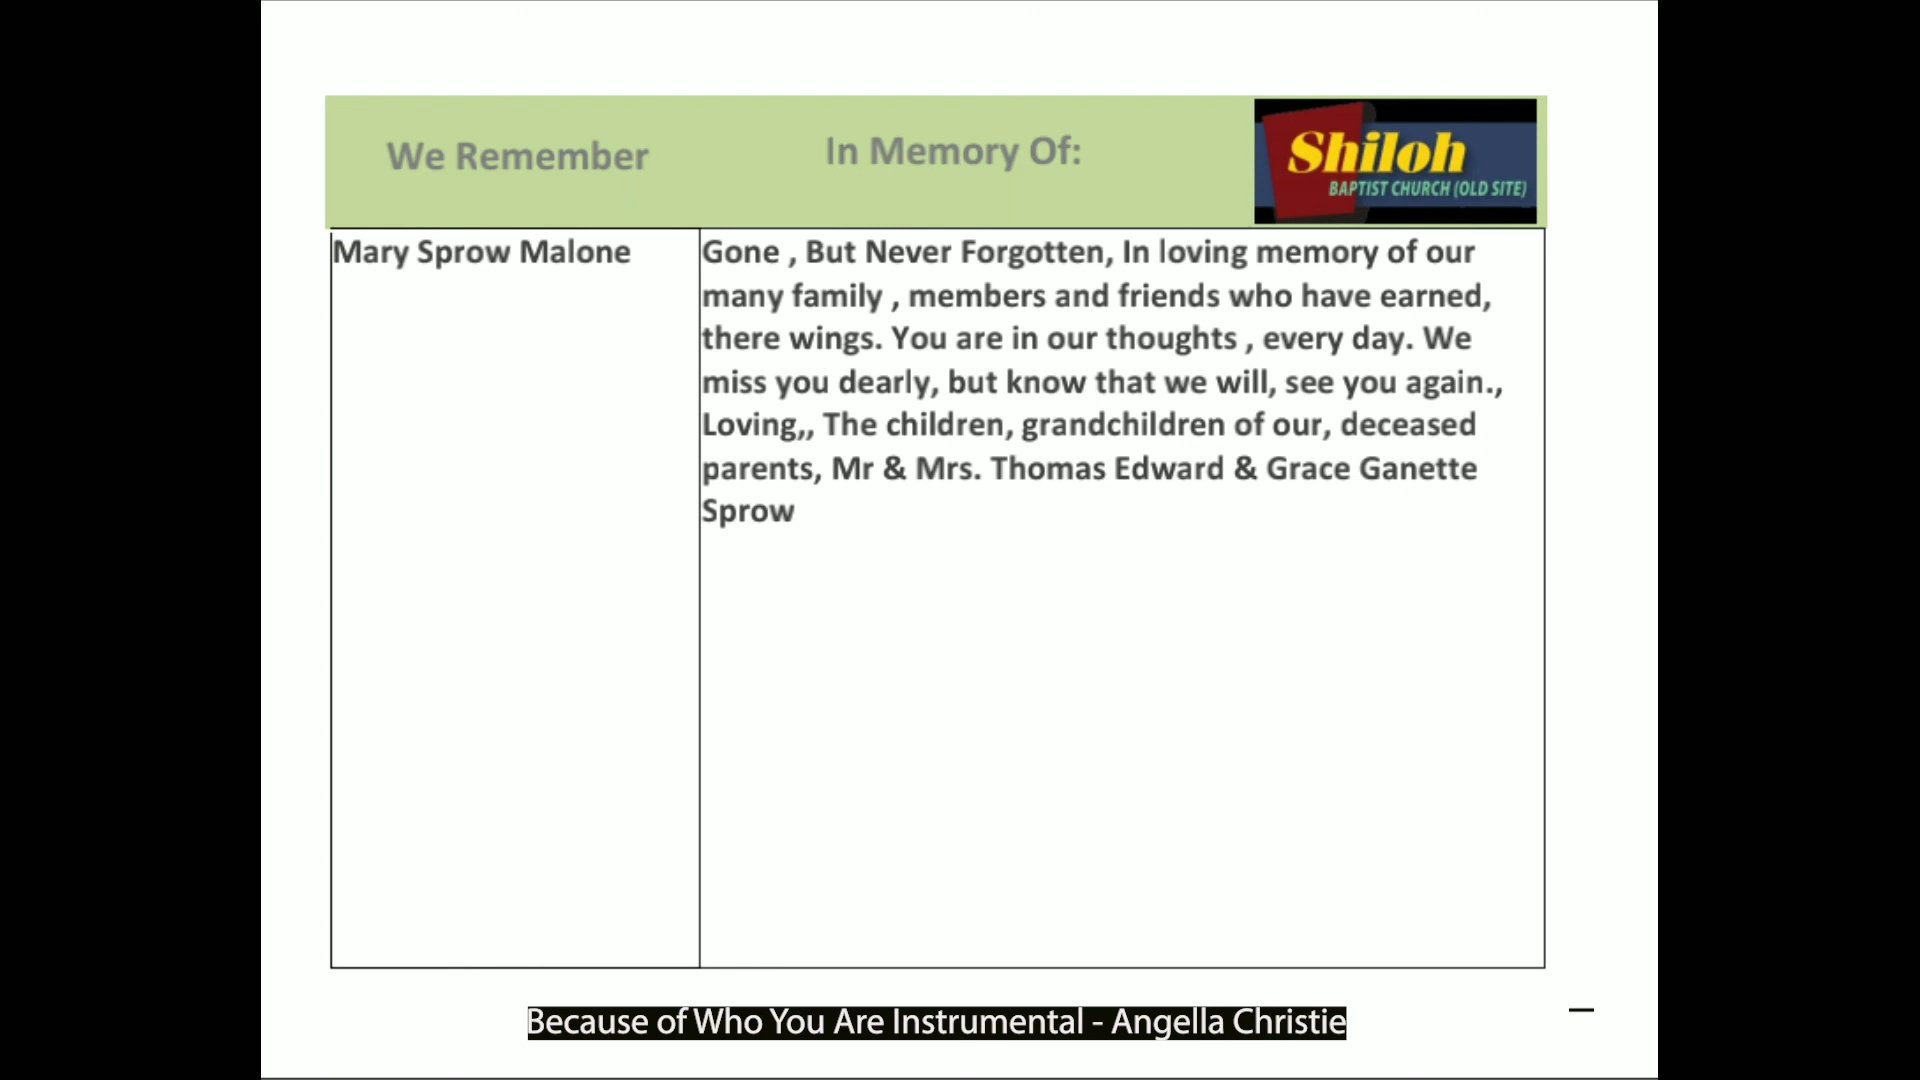 We Remember
In Memory Of:
Shiloh
BAPTIST CHURCH (OLD SITE)
Mary Sprow Malone
Gone , But Never Forgotten, In loving memory of our
many family , members and friends who have earned,
there wings. You are in our thoughts , every day. We
miss you dearly, but know that we will, see you again.,
Loving,, The children, grandchildren of our, deceased
parents, Mr & Mrs. Thomas Edward & Grace Ganette
Sprow
Because of Who You Are Instrumental - Angella Christie